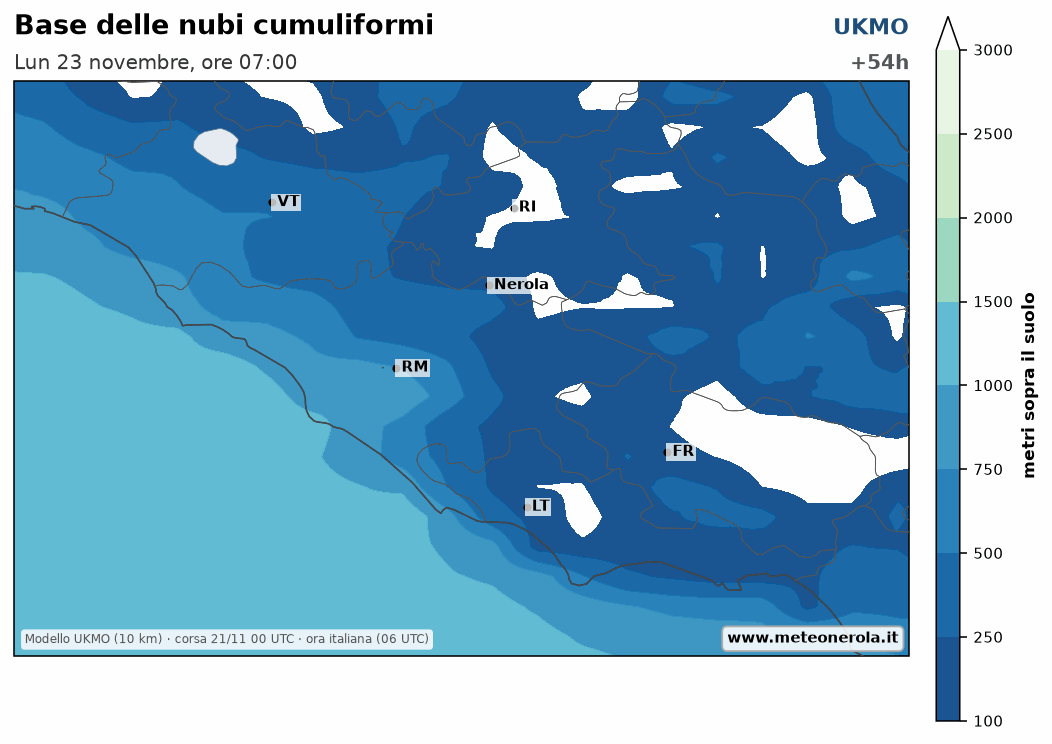 Base delle nubi cumuliformi
UKMO
Lun 23 novembre, ore 07:00
+54h
3000
2500
2000
1500
1000
750
500
250
100
metri sopra il suolo
VT
RI
Nerola
RM
FR
LT
Modello UKMO (10 km) · corsa 21/11 00 UTC · ora italiana (06 UTC)
www.meteonerola.it